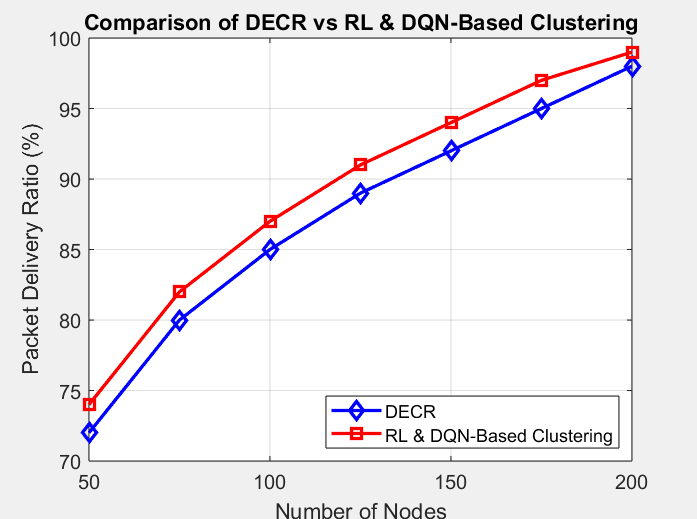 Comparison of DECR vs RL & DQN-Based Clustering
100
95
90
85
80
75
70
Packet Delivery Ratio (%)
DECR
RL & DQN-Based Clustering
50
100
150
200
Number of Nodes